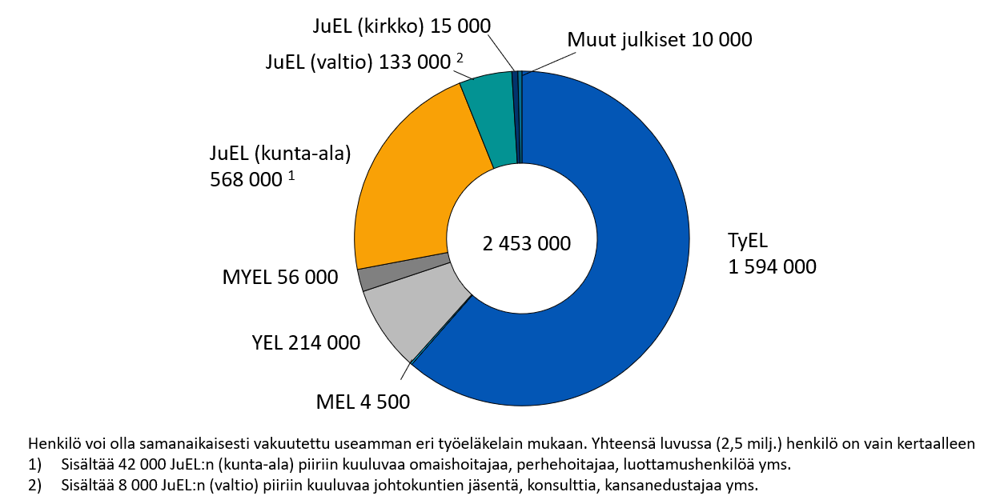 JuEL (kirkko) 15 000
Muut julkiset 10 000
JuEL (valtio) 133 000 ²
JuEL (kunta-ala)
568 000 ¹
2 453 000
TyEL
1 594 000
MYEL 56 000
YEL 214 000
MEL 4 500
Henkilö voi olla samanaikaisesti vakuutettu useamman eri työeläkelain mukaan. Yhteensä luvussa (2,5 milj.) henkilö on vain kertaalleen
1) Sisältää 42 000 JuEL:n (kunta-ala) piiriin kuuluvaa omaishoitajaa, perhehoitajaa, luottamushenkilöä yms.
2) Sisältää 8 000 JuEL:n (valtio) piiriin kuuluvaa johtokuntien jäsentä, konsulttia, kansanedustajaa yms.